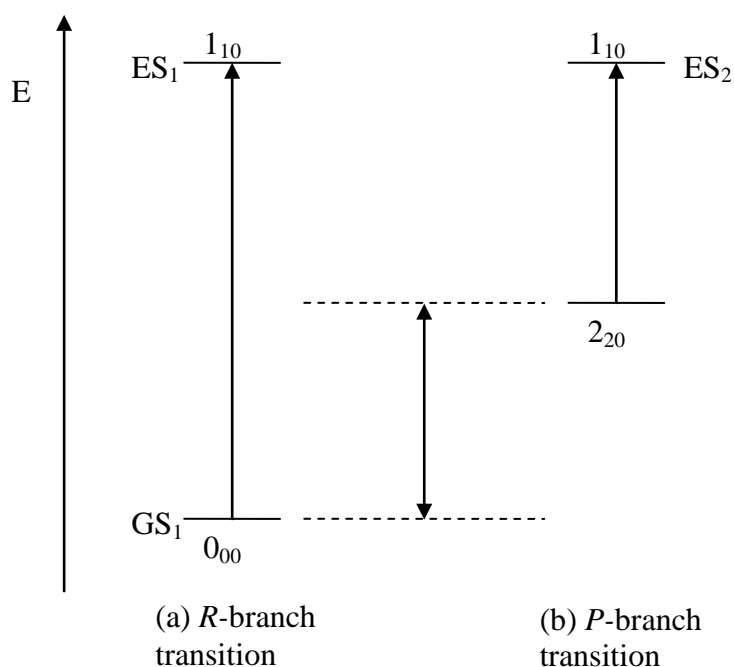 1₁₀ 1₁₀
ES₁ ES₂
E
2₂₀
GS₁
0₀₀
(a) R-branch
transition
(b) P-branch
transition